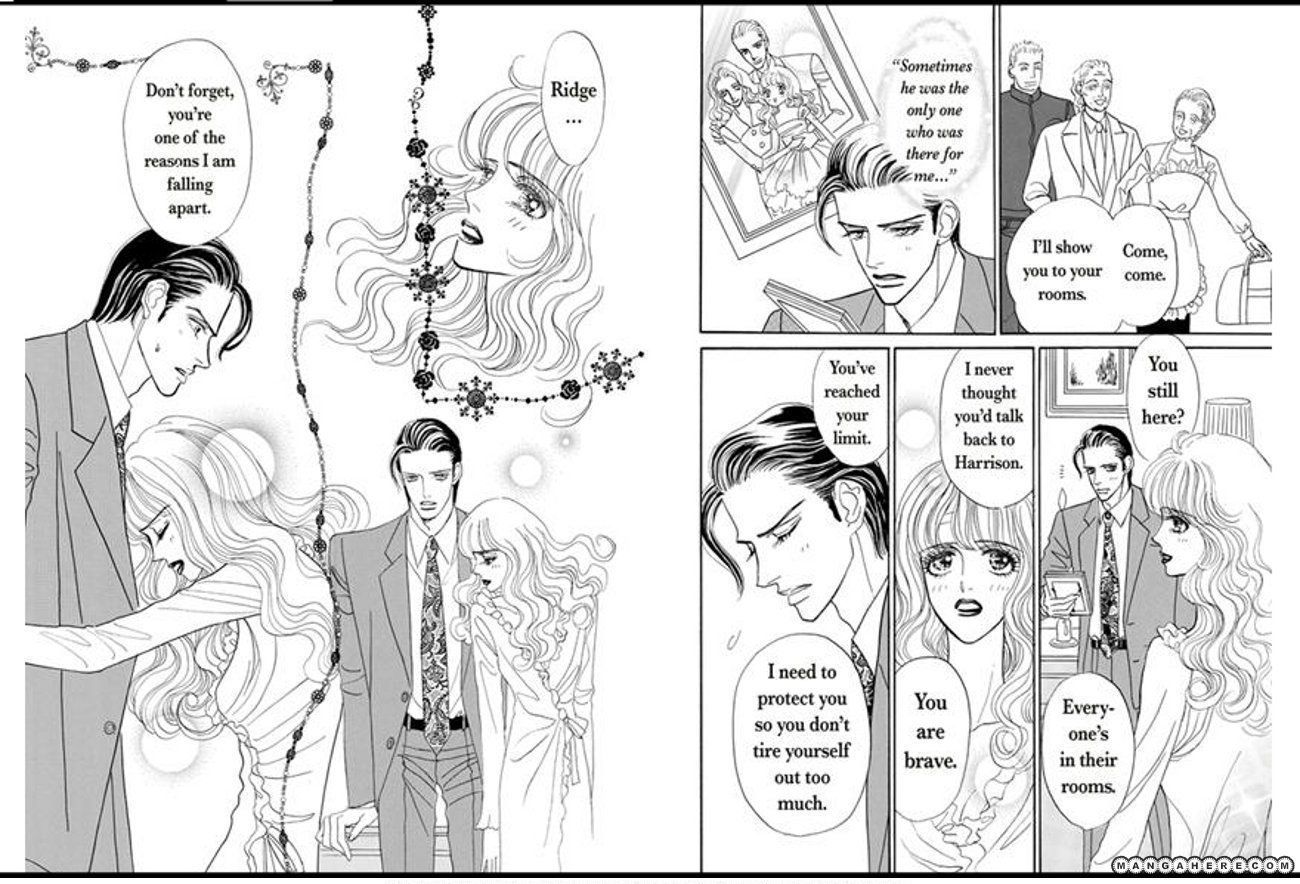 Come,
come.
I'll show
you to your
rooms.
“Sometimes
he was the
only one
who was
there for
me...”
You
still
here?
Every-
one's
in their
rooms.
I never
thought
you'd talk
back to
Harrison.
You
are
brave.
You've
reached
your
limit.
I need to
protect you
so you don't
tire yourself
out too
much.
Ridge
...
Don't forget,
you're
one of the
reasons I am
falling
apart.
MANGAHERE.COM